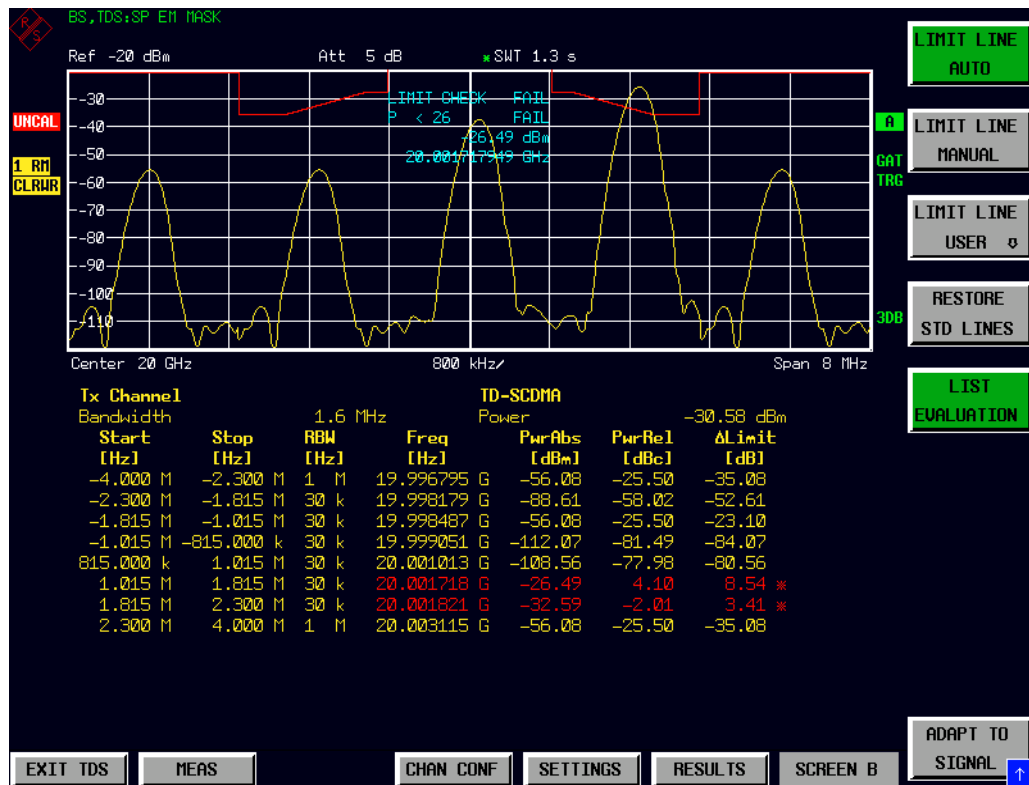 BS,TDS:SP EM MASK
R
S
Ref -20 dBm Att 5 dB *SWT 1.3 s
LIMIT LINE
AUTO
-30
LIMIT CHECK FAIL
P < 26 FAIL
-26.49 dBm
20.001717949 GHz
UNCAL
-40
A
LIMIT LINE
MANUAL
1 RM
CLRWR
-50
GAT
TRG
-60
-70
-80
-90
-100
-110
LIMIT LINE
USER
RESTORE
STD LINES
3DB
Center 20 GHz 800 kHz/ Span 8 MHz
LIST
EVALUATION
Tx Channel TD-SCDMA
Bandwidth 1.6 MHz Power -30.58 dBm
Start Stop RBW Freq PwrAbs PwrRel ΔLimit
[Hz] [Hz] [Hz] [Hz] [dBm] [dBc] [dB]
-4.000 M -2.300 M 1 M 19.996795 G -56.08 -25.50 -35.08
-2.300 M -1.815 M 30 k 19.998179 G -88.61 -58.02 -52.61
-1.815 M -1.015 M 30 k 19.998487 G -56.08 -25.50 -23.10
-1.015 M -815.000 k 30 k 19.999051 G -112.07 -81.49 -84.07
815.000 k 1.015 M 30 k 20.001013 G -108.56 -77.98 -80.56
1.015 M 1.815 M 30 k 20.001718 G -26.49 4.10 8.54 *
1.815 M 2.300 M 30 k 20.001821 G -32.59 -2.01 3.41 *
2.300 M 4.000 M 1 M 20.003115 G -56.08 -25.50 -35.08
ADAPT TO
SIGNAL
EXIT TDS MEAS CHAN CONF SETTINGS RESULTS SCREEN B